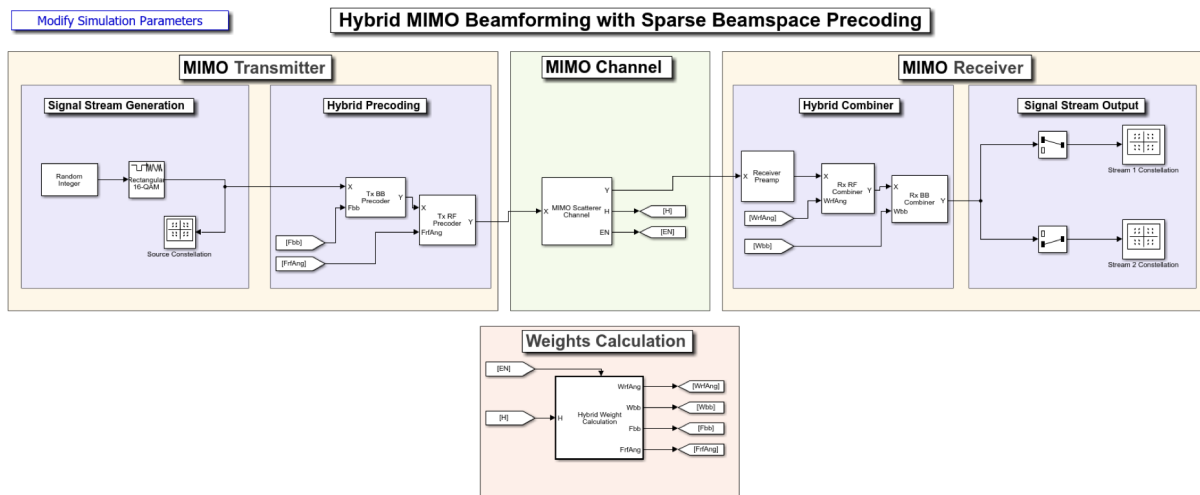 Modify Simulation Parameters
Hybrid MIMO Beamforming with Sparse Beamspace Precoding
MIMO Transmitter
Signal Stream Generation
Random
Integer
Rectangular
16-QAM
Source Constellation
Hybrid Precoding
X
Fbb
Tx BB
Precoder
Y
X
FrfAng
Tx RF
Precoder
Y
[Fbb]
[FrfAng]
MIMO Channel
X
MIMO Scatterer
Channel
Y
H
EN
[H]
[EN]
MIMO Receiver
Hybrid Combiner
X
Receiver
Preamp
X
WrfAng
Rx RF
Combiner
Y
X
Wbb
Rx BB
Combiner
Y
[WrfAng]
[Wbb]
Signal Stream Output
Stream 1 Constellation
Stream 2 Constellation
Weights Calculation
[EN]
[H]
H
Hybrid Weight
Calculation
WrfAng
Wbb
Fbb
FrfAng
[WrfAng]
[Wbb]
[Fbb]
[FrfAng]